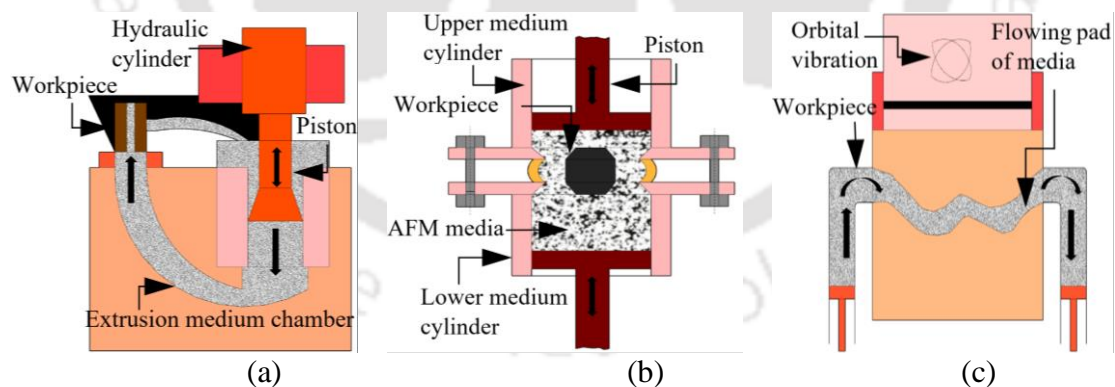 Hydraulic
cylinder
Workpiece
Piston
Extrusion medium chamber
(a)
Upper medium
cylinder
Piston
Workpiece
AFM media
Lower medium
cylinder
(b)
Orbital
vibration
Flowing pad
of media
Workpiece
(c)